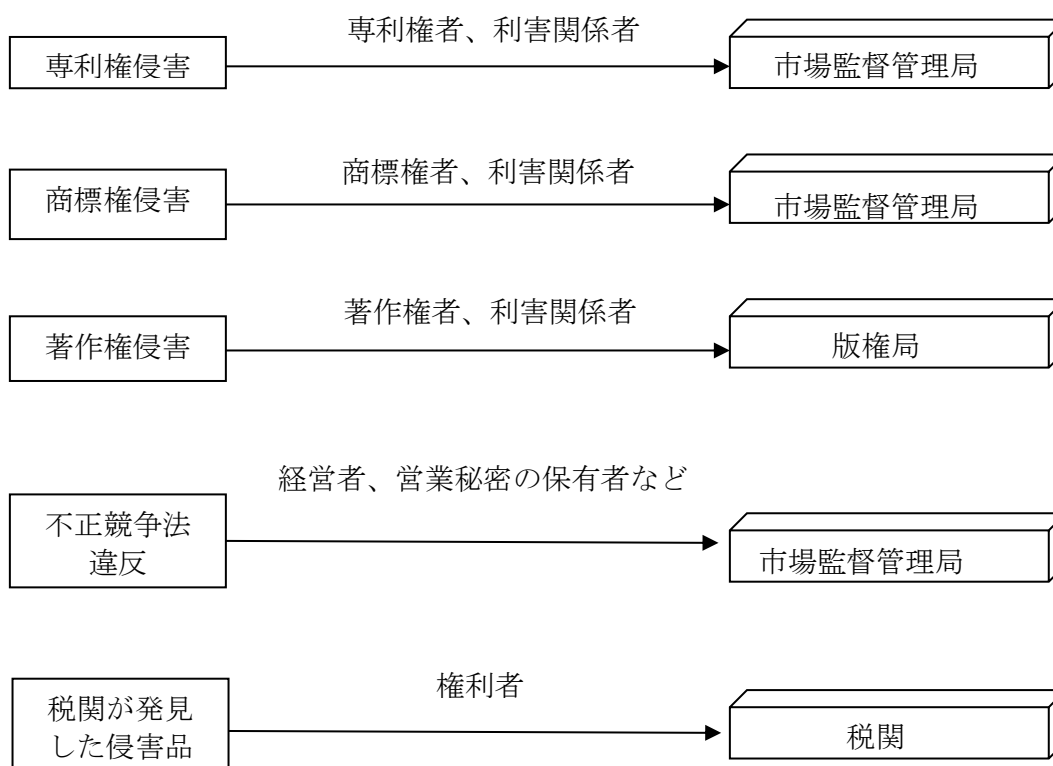 専利権者、利害関係者
専利権侵害
市場監督管理局
商標権者、利害関係者
商標権侵害
市場監督管理局
著作権者、利害関係者
著作権侵害
版権局
経営者、営業秘密の保有者など
不正競争法
違反
市場監督管理局
権利者
税関が発見
した侵害品
税関